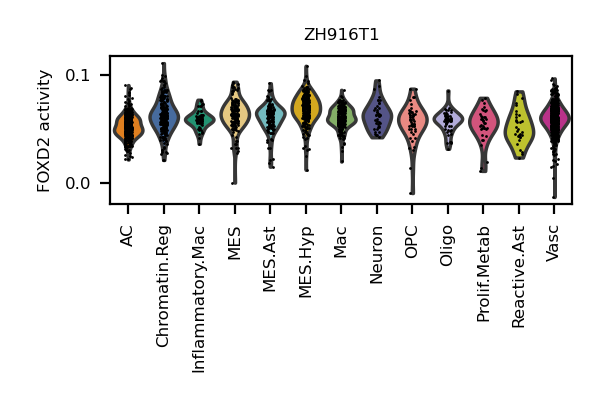 ZH916T1
FOXD2 activity
0.1
0.0
AC
Chromatin.Reg
Inflammatory.Mac
MES
MES.Ast
MES.Hyp
Mac
Neuron
OPC
Oligo
Prolif.Metab
Reactive.Ast
Vasc